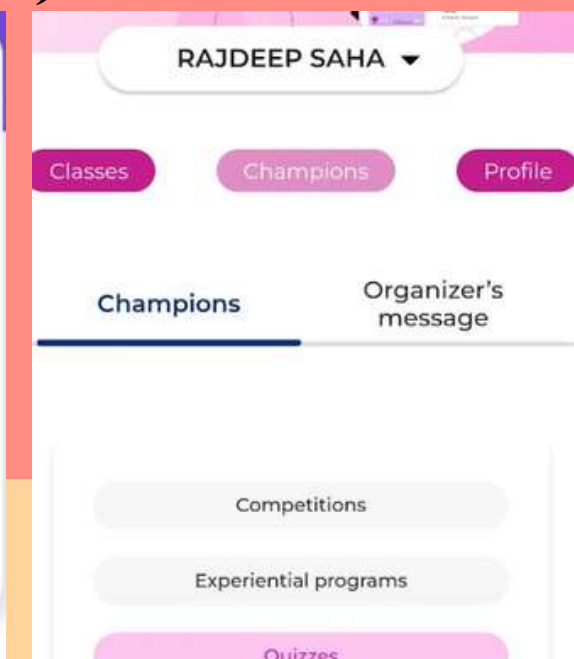 RAJDEEP SAHA
Classes
Champions
Profile
Champions
Organizer's
message
Competitions
Experiential programs
Quizzes